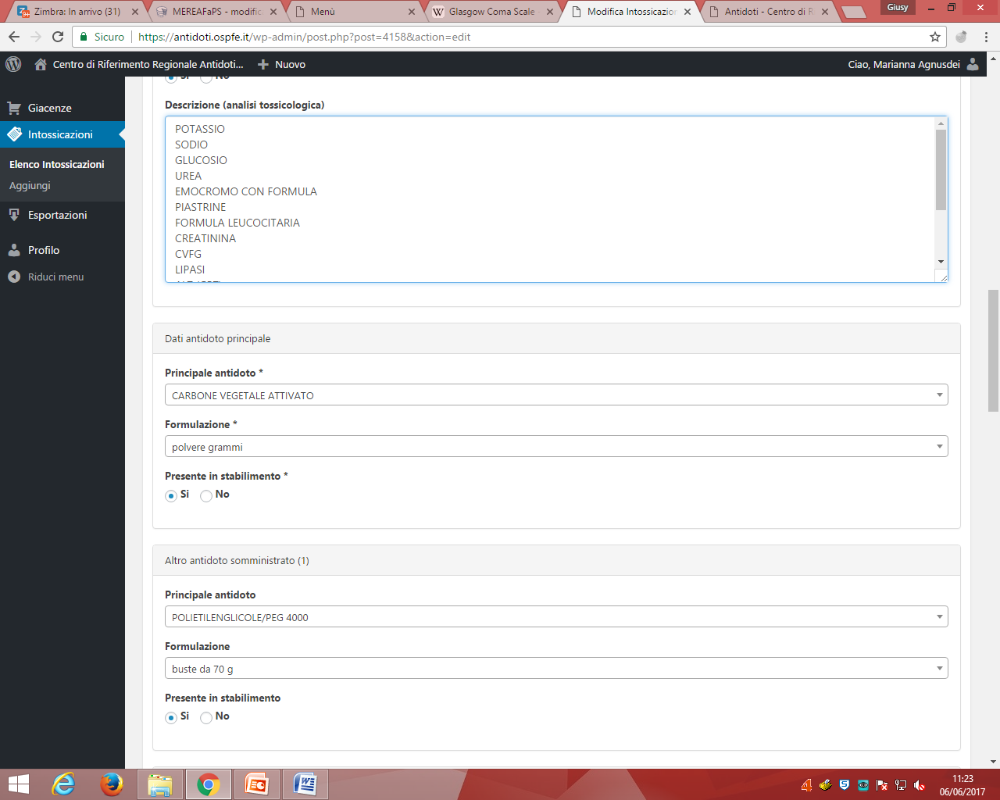 Zimbra: In arrivo (31)
MEREAFaPS - modific
Menù
Glasgow Coma Scale -
Modifica Intossicazion
Antidoti - Centro di R
Giusy
Sicuro
https://antidoti.ospfe.it/wp-admin/post.php?post=4158&action=edit
Centro di Riferimento Regionale Antidoti...
+ Nuovo
Ciao, Marianna Agnusdei
Giacenze
Intossicazioni
Elenco Intossicazioni
Aggiungi
Esportazioni
Profilo
Riduci menu
Si No
Descrizione (analisi tossicologica)
POTASSIO
SODIO
GLUCOSIO
UREA
EMOCROMO CON FORMULA
PIASTRINE
FORMULA LEUCOCITARIA
CREATININA
CVFG
LIPASI
Dati antidoto principale
Principale antidoto *
CARBONE VEGETALE ATTIVATO
Formulazione *
polvere grammi
Presente in stabilimento *
Si No
Altro antidoto somministrato (1)
Principale antidoto
POLIETILENGLICOLE/PEG 4000
Formulazione
buste da 70 g
Presente in stabilimento
Si No
11:23
06/06/2017